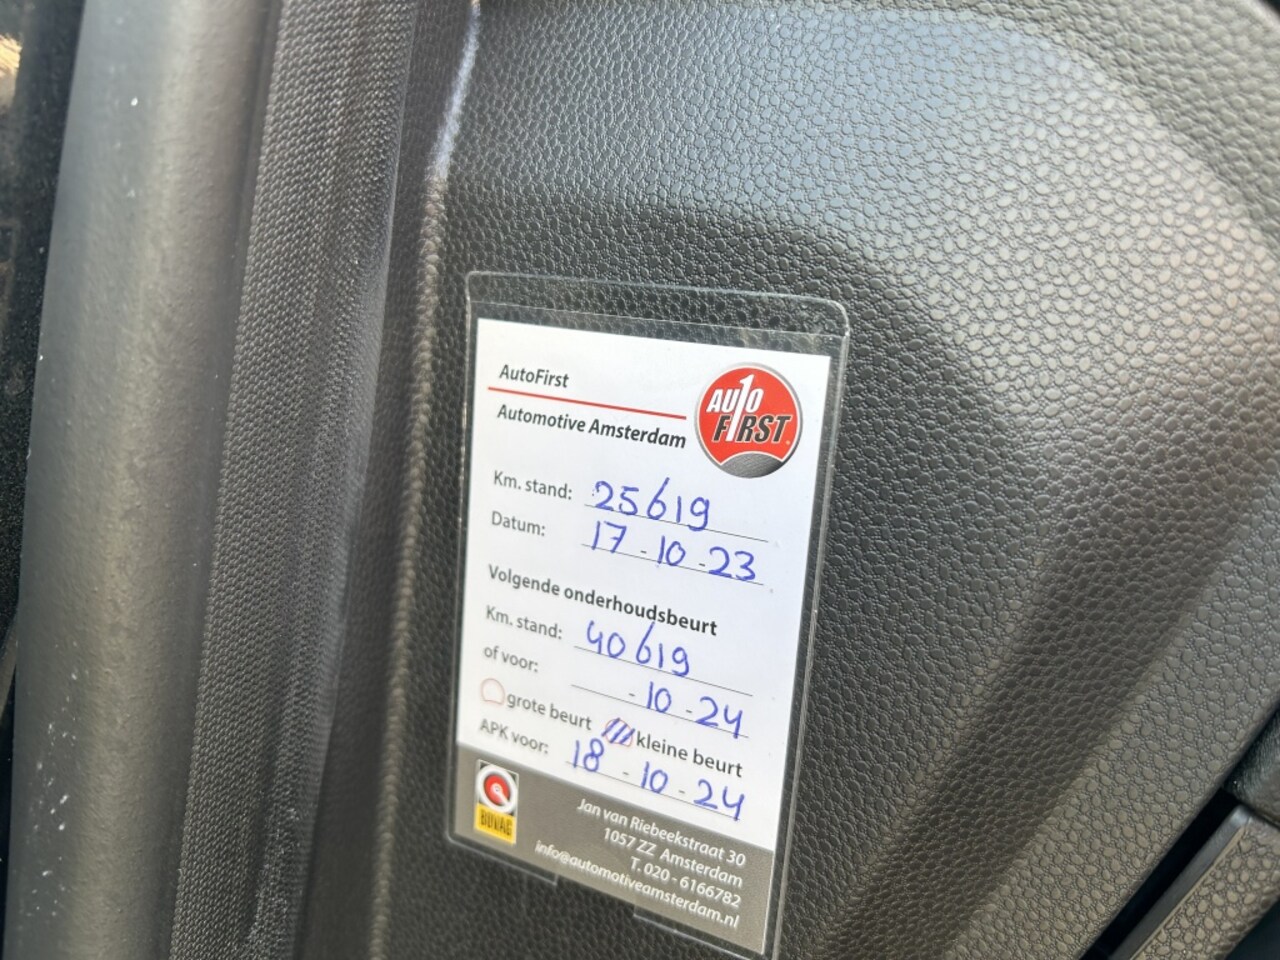 AutoFirst
Automotive Amsterdam
AUTO
FIRST
Km. stand: 25619
Datum: 17-10-23
Volgende onderhoudsbeurt
Km. stand: 40619
of voor: -10-24
grote beurt kleine beurt
APK voor: 18-10-24
BOVAG
Jan van Riebeekstraat 30
1057 ZZ Amsterdam
T. 020 - 6166782
info@automotiveamsterdam.nl